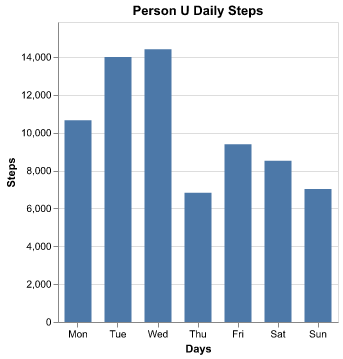 Person U Daily Steps
14,000
12,000
10,000
8,000
6,000
4,000
2,000
0
Steps
Mon Tue Wed Thu Fri Sat Sun
Days